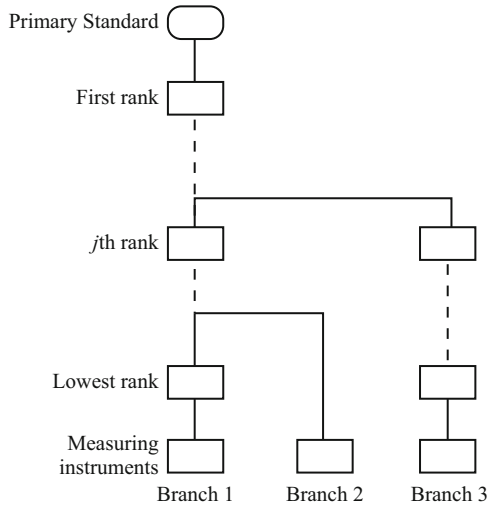 Primary Standard
First rank
jth rank
Lowest rank
Measuring
instruments
Branch 1 Branch 2 Branch 3